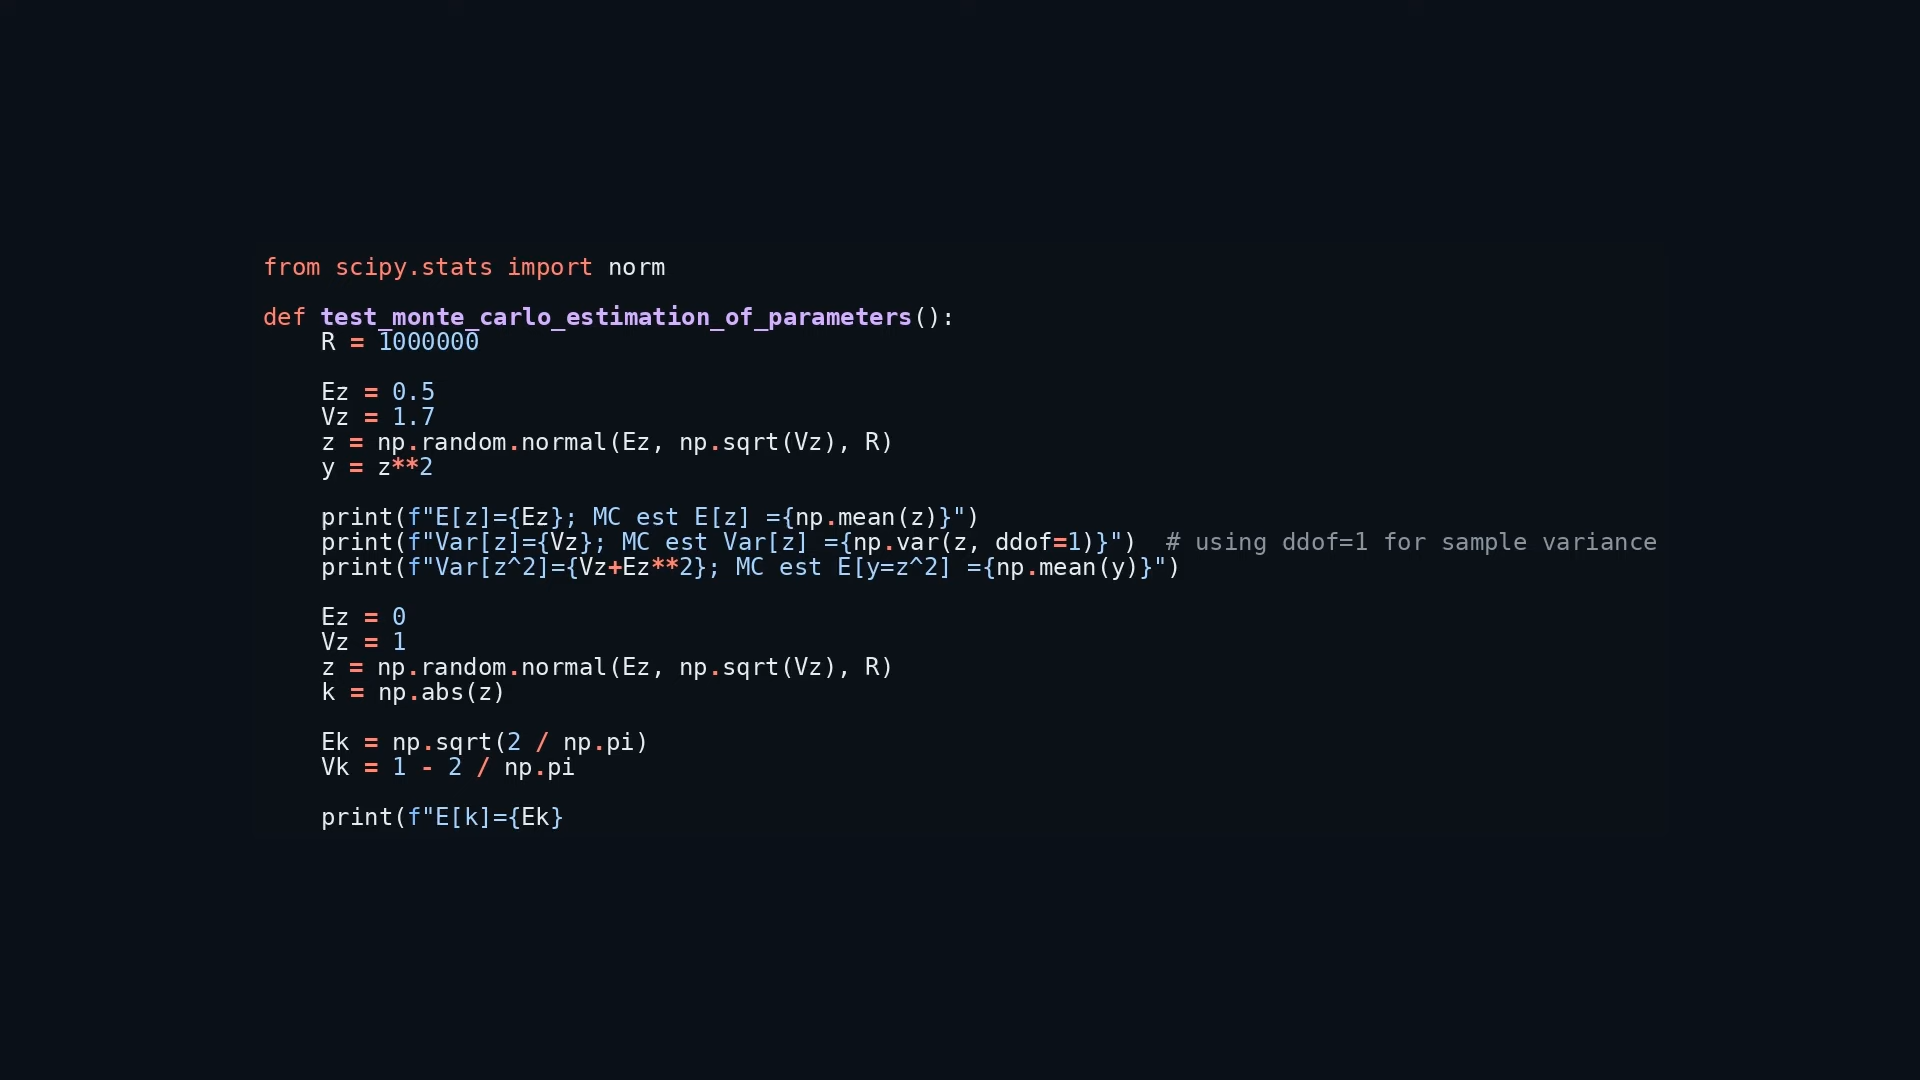 from scipy.stats import norm

def test_monte_carlo_estimation_of_parameters():
    R = 1000000

    Ez = 0.5
    Vz = 1.7
    z = np.random.normal(Ez, np.sqrt(Vz), R)
    y = z**2

    print(f"E[z]={Ez}; MC est E[z] ={np.mean(z)}")
    print(f"Var[z]={Vz}; MC est Var[z] ={np.var(z, ddof=1)}")  # using ddof=1 for sample variance
    print(f"Var[z^2]={Vz+Ez**2}; MC est E[y=z^2] ={np.mean(y)}")

    Ez = 0
    Vz = 1
    z = np.random.normal(Ez, np.sqrt(Vz), R)
    k = np.abs(z)

    Ek = np.sqrt(2 / np.pi)
    Vk = 1 - 2 / np.pi

    print(f"E[k]={Ek}